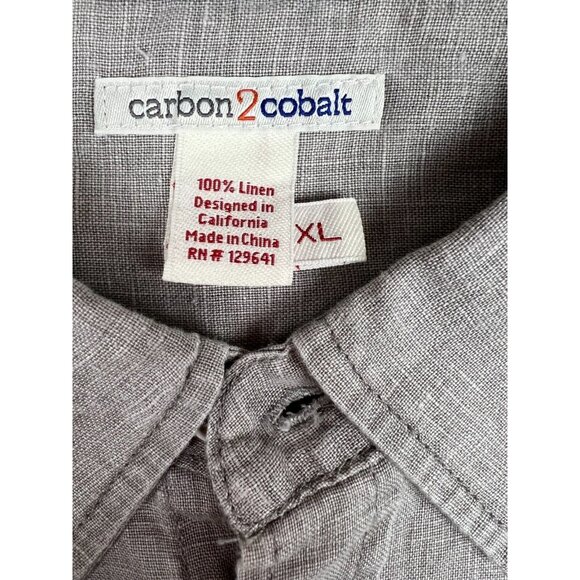 carbon2cobalt
100% Linen
Designed in
California
Made in China
RN# 129641
XL